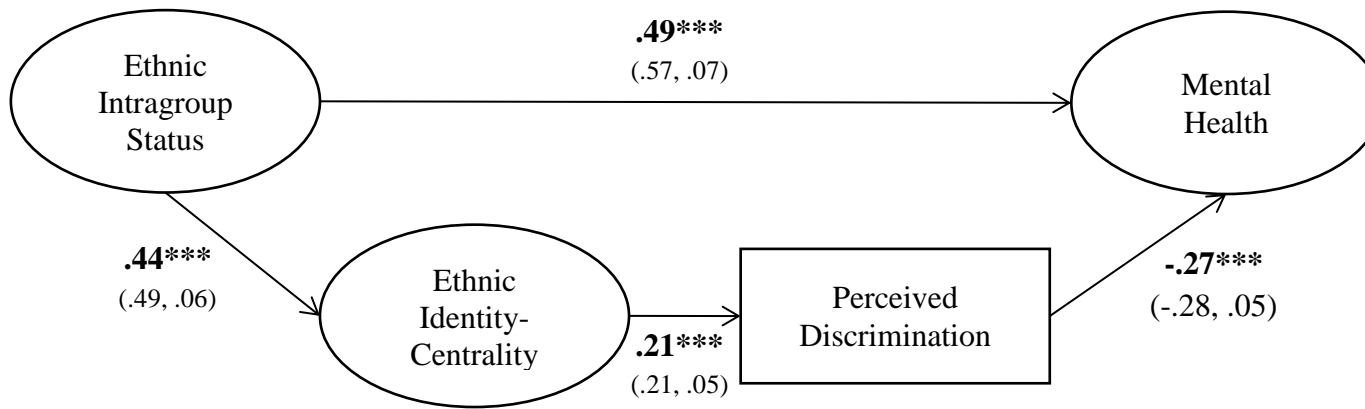 .49***
(.57, .07)
Ethnic
Intragroup
Status
Mental
Health
.44***
(.49, .06)
Ethnic
Identity-
Centrality
.21***
(.21, .05)
Perceived
Discrimination
-.27***
(-.28, .05)